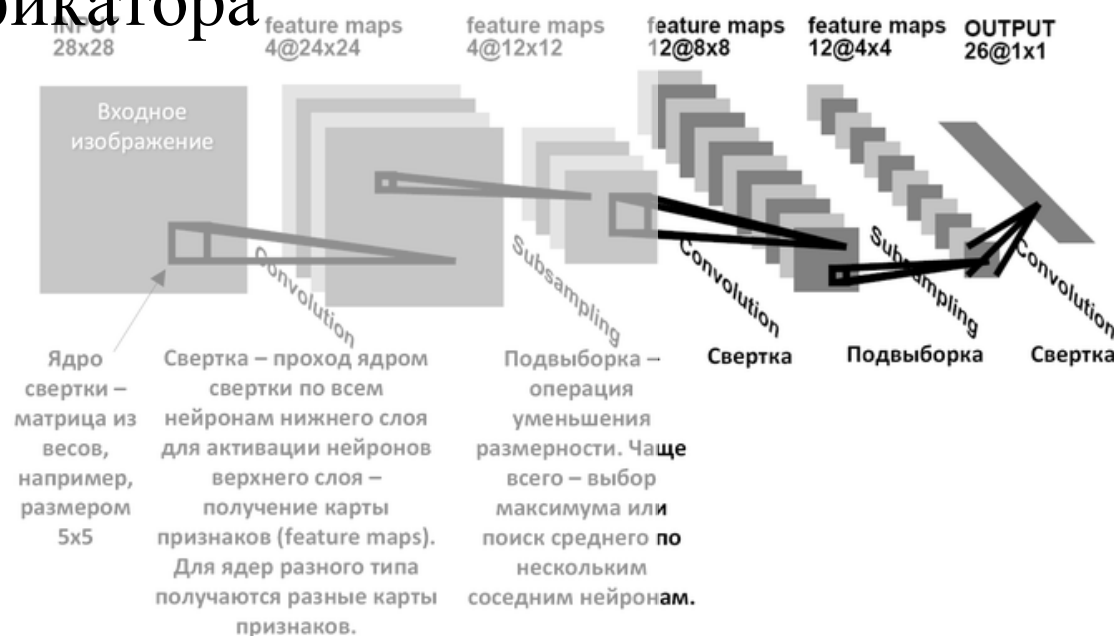 фикатора
INPUT
28x28
feature maps
4@24x24
feature maps
4@12x12
feature maps
12@8x8
feature maps
12@4x4
OUTPUT
26@1x1
Входное
изображение
Convolution
Subsampling
Convolution
Subsampling
Convolution
Ядро
свертки –
матрица из
весов,
например,
размером
5x5
Свертка – проход ядром
свертки по всем
нейронам нижнего слоя
для активации нейронов
верхнего слоя –
получение карты
признаков (feature maps).
Для ядер разного типа
получаются разные карты
признаков.
Подвыборка –
операция
уменьшения
размерности. Чаще
всего – выбор
максимума или
поиск среднего по
нескольким
соседним нейронам.
Свертка
Подвыборка
Свертка